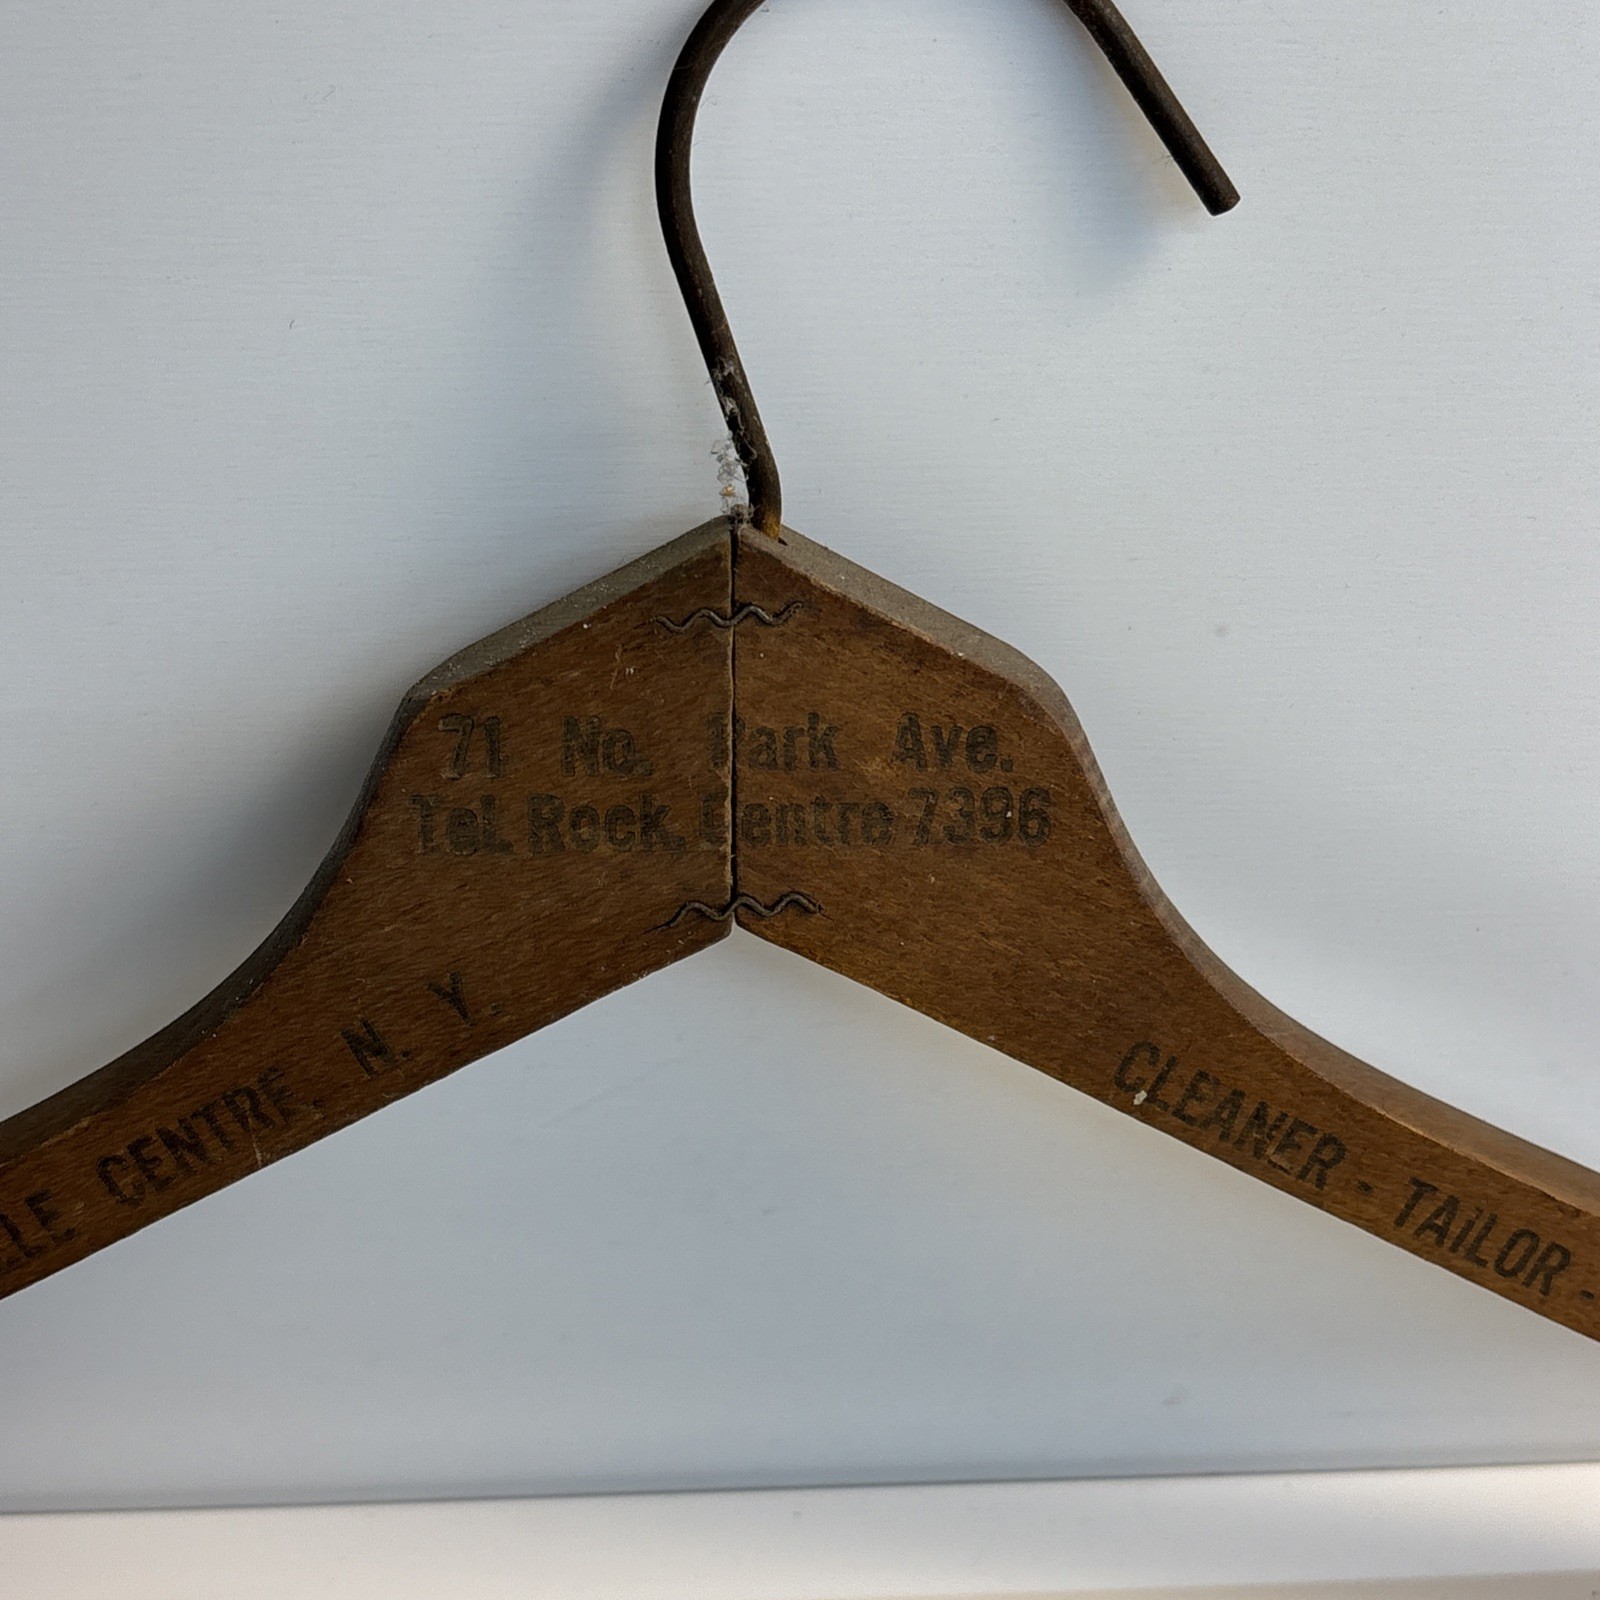 71 No. Park Ave.
Tel. Rock. Centre 7396
CENTRE, N. Y.
CLEANER - TAILOR -